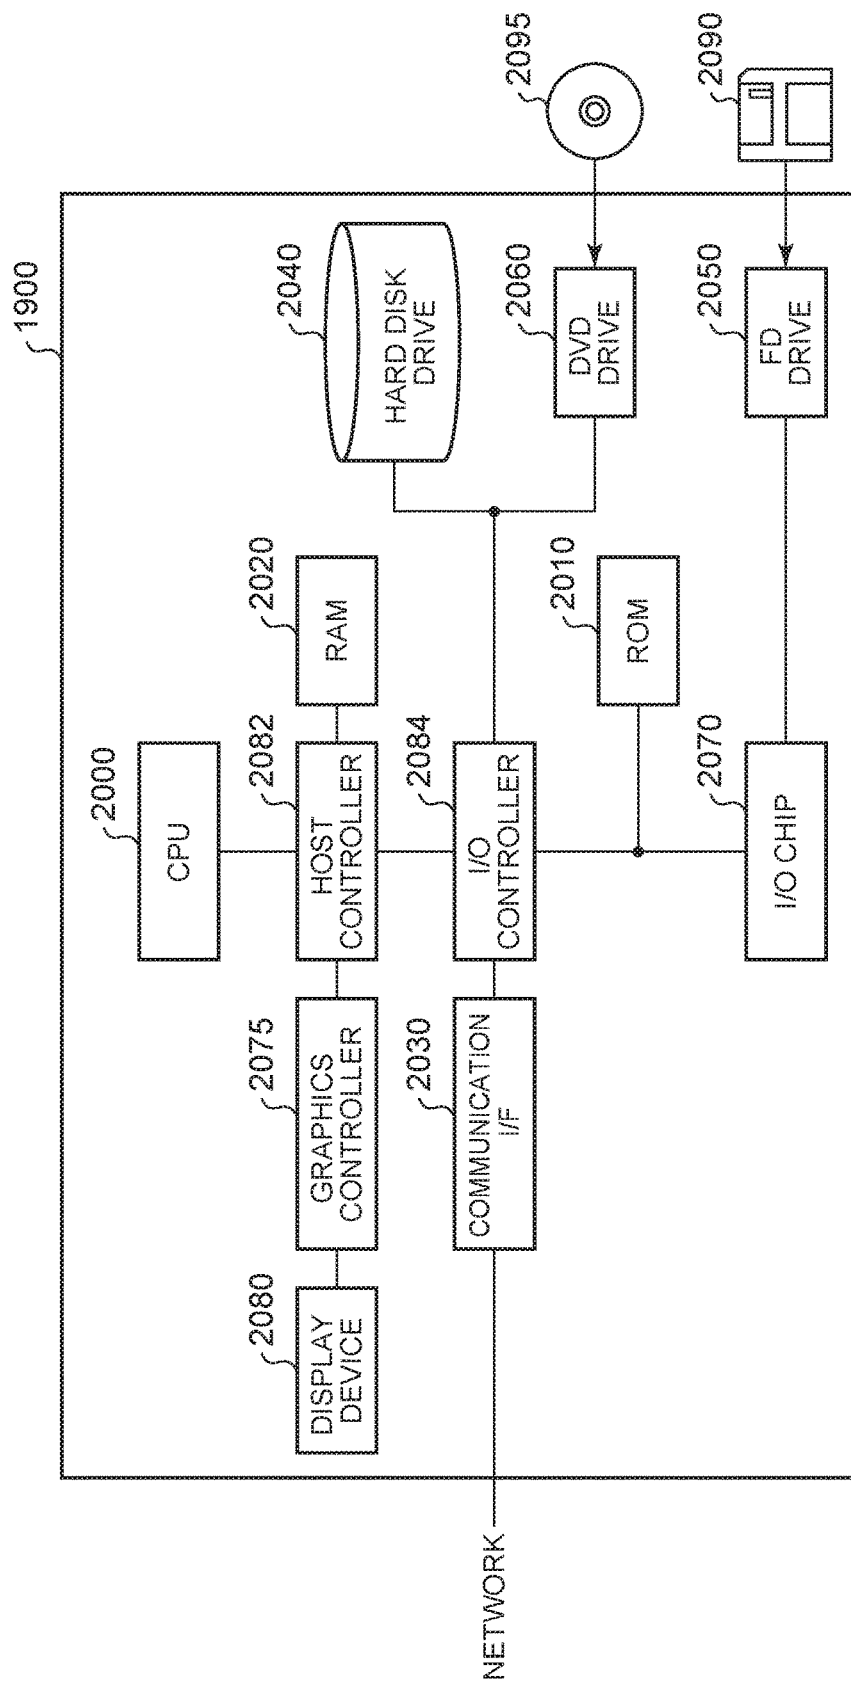 1900
2000
CPU
2080
DISPLAY
DEVICE
2075
GRAPHICS
CONTROLLER
2082
HOST
CONTROLLER
2020
RAM
2040
HARD DISK
DRIVE
2030
COMMUNICATION
I/F
2084
I/O
CONTROLLER
2060
DVD
DRIVE
2095
NETWORK
2010
ROM
2070
I/O CHIP
2050
FD
DRIVE
2090